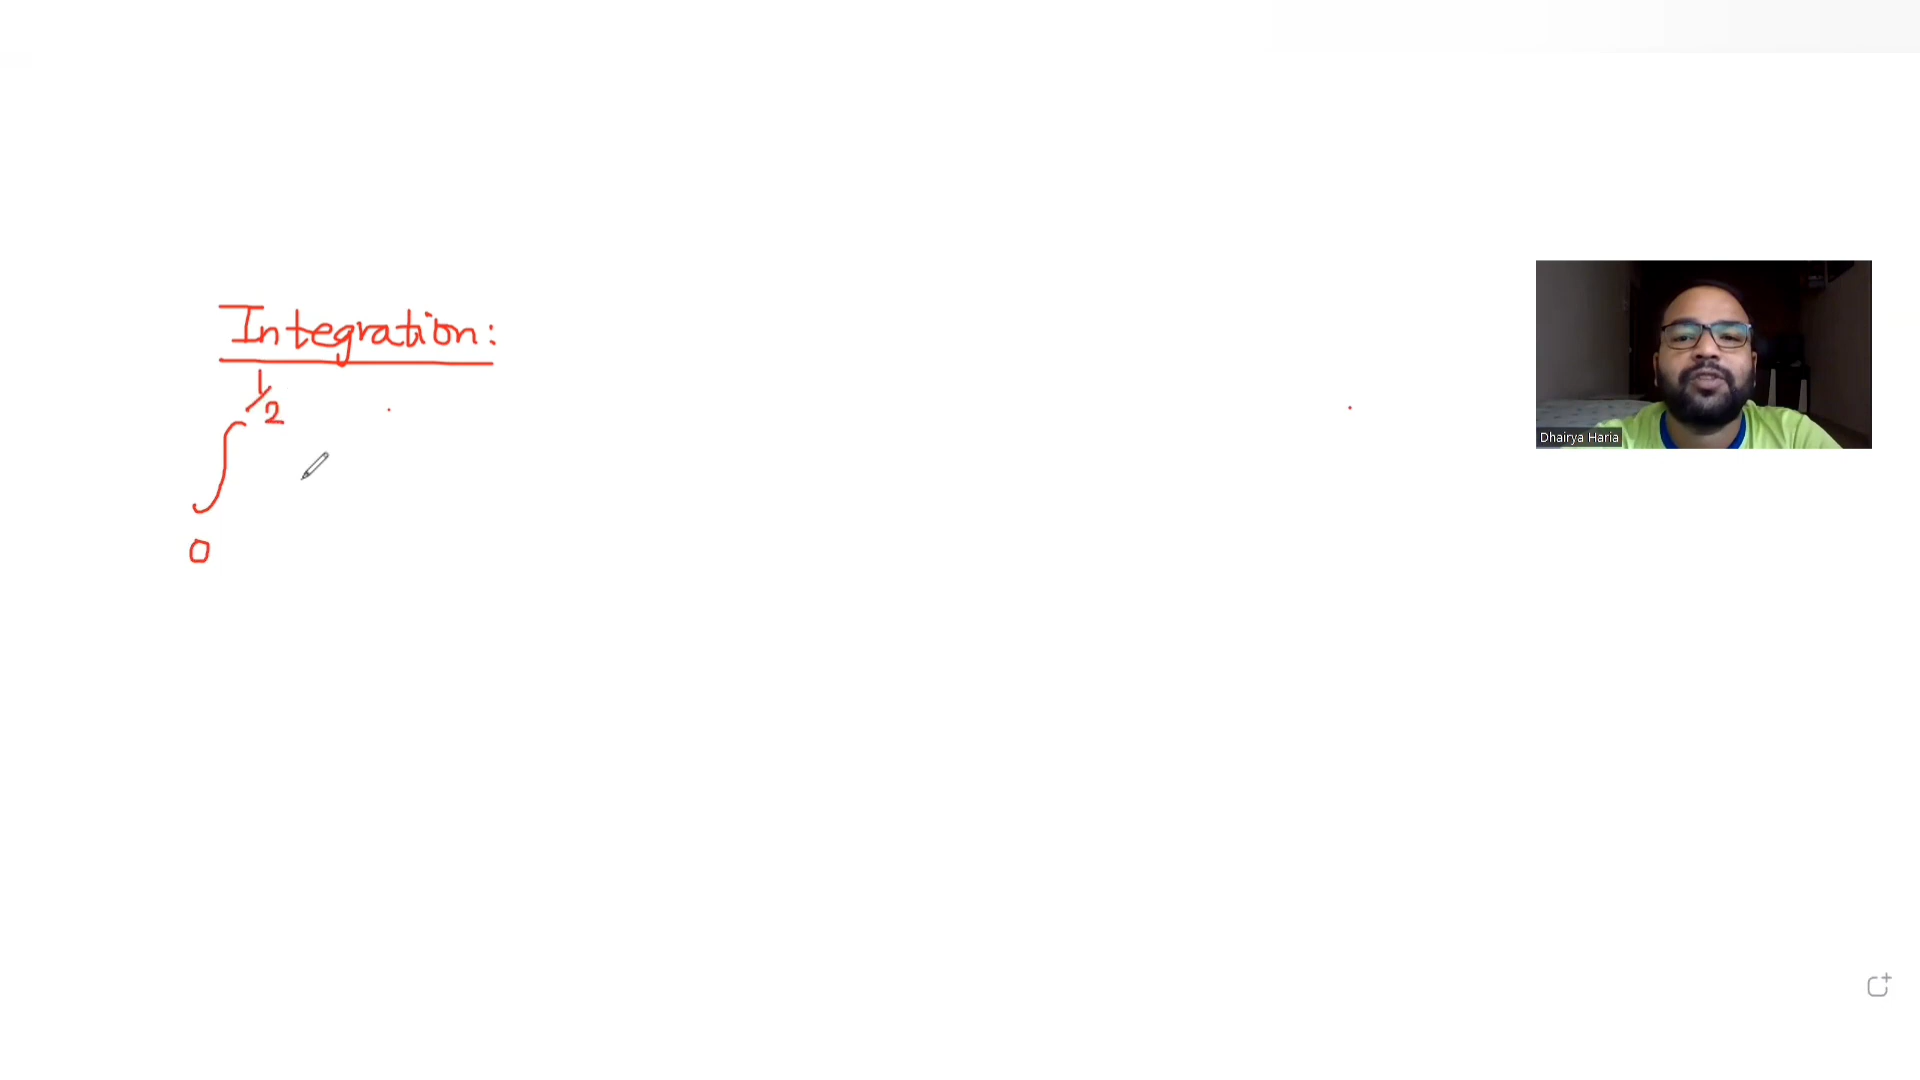 Integration:
1/2
∫
0
Dhairya Haria